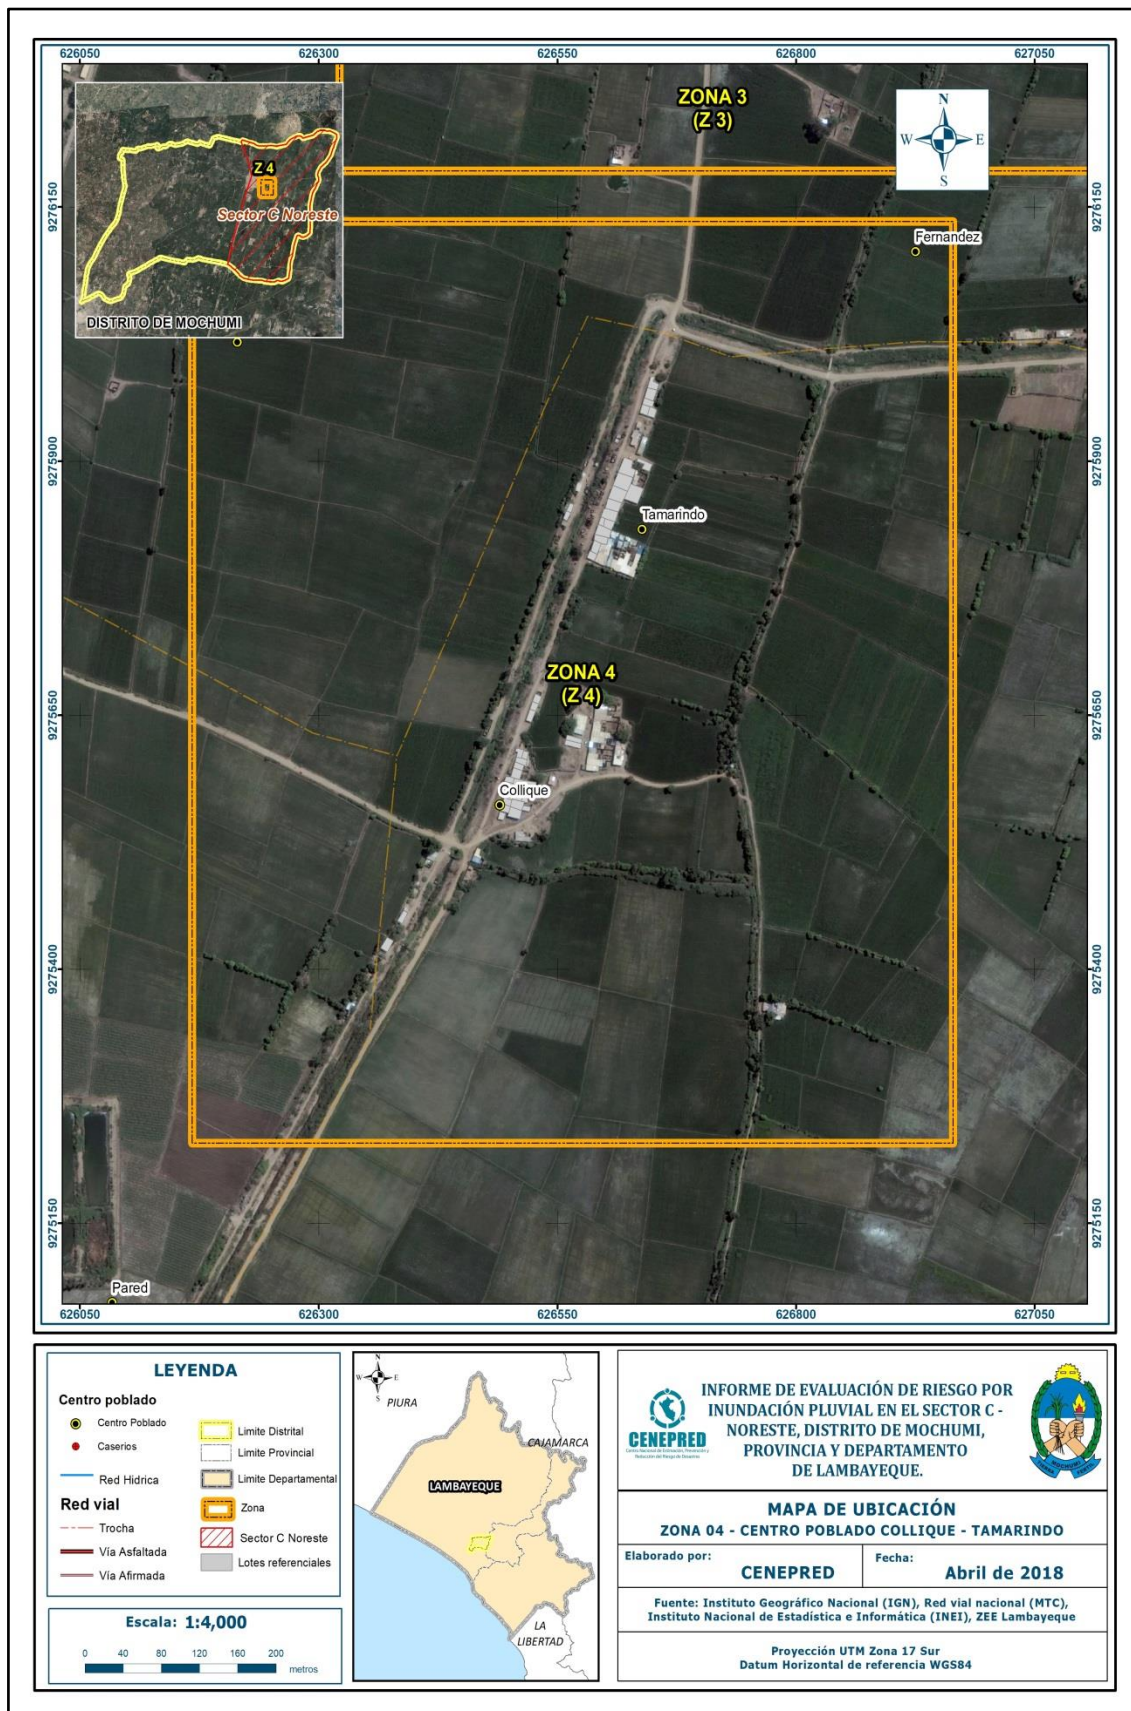 626050
626300
626550
626800
627050
ZONA 3
(Z 3)
N
W
E
S
Z 4
Sector C Noreste
DISTRITO DE MOCHUMI
9276150
9276150
Fernandez
9275900
9275900
Tamarindo
ZONA 4
(Z 4)
9275650
9275650
Collique
9275400
9275400
9275150
9275150
Pared
626050
626300
626550
626800
627050
LEYENDA
Centro poblado
Centro Poblado
Caserios
Red Hidrica
Red vial
Trocha
Vía Asfaltada
Vía Afirmada
Limite Distrital
Limite Provincial
Limite Departamental
Zona
Sector C Noreste
Lotes referenciales
Escala: 1:4,000
0 40 80 120 160 200
metros
N
W
E
S
PIURA
CAJAMARCA
LAMBAYEQUE
LA
LIBERTAD
CENEPRED
INFORME DE EVALUACIÓN DE RIESGO POR
INUNDACIÓN PLUVIAL EN EL SECTOR C -
NORESTE, DISTRITO DE MOCHUMI,
PROVINCIA Y DEPARTAMENTO
DE LAMBAYEQUE.
MOCHUMI
MAPA DE UBICACIÓN
ZONA 04 - CENTRO POBLADO COLLIQUE - TAMARINDO
Elaborado por:
CENEPRED
Fecha:
Abril de 2018
Fuente: Instituto Geográfico Nacional (IGN), Red vial nacional (MTC),
Instituto Nacional de Estadística e Informática (INEI), ZEE Lambayeque
Proyección UTM Zona 17 Sur
Datum Horizontal de referencia WGS84